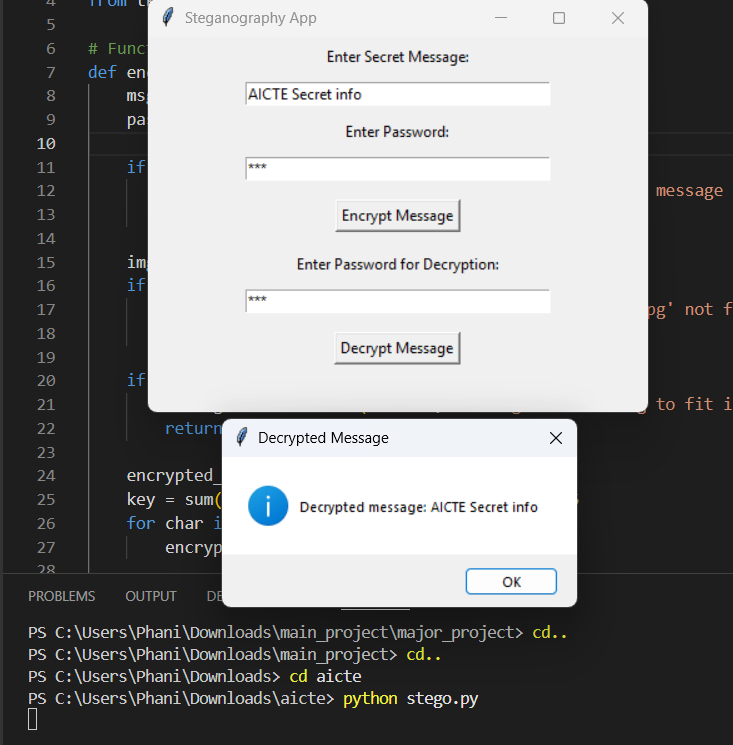 4 from
Steganography App
5
6 # Func
7 def en
8 msg
9 pa
10
11 if
12 message
13
14
15 im
16 if
17 pg' not f
18
19
20 if
21 to fit i
22 return
23
24 encrypted_
25 key = sum(
26 for char i
27 encryp
28
Enter Secret Message:
AICTE Secret info
Enter Password:
***
Encrypt Message
Enter Password for Decryption:
***
Decrypt Message
Decrypted Message
Decrypted message: AICTE Secret info
OK
PROBLEMS OUTPUT DE
PS C:\Users\Phani\Downloads\main_project\major_project> cd..
PS C:\Users\Phani\Downloads\main_project> cd..
PS C:\Users\Phani\Downloads> cd aicte
PS C:\Users\Phani\Downloads\aicte> python stego.py